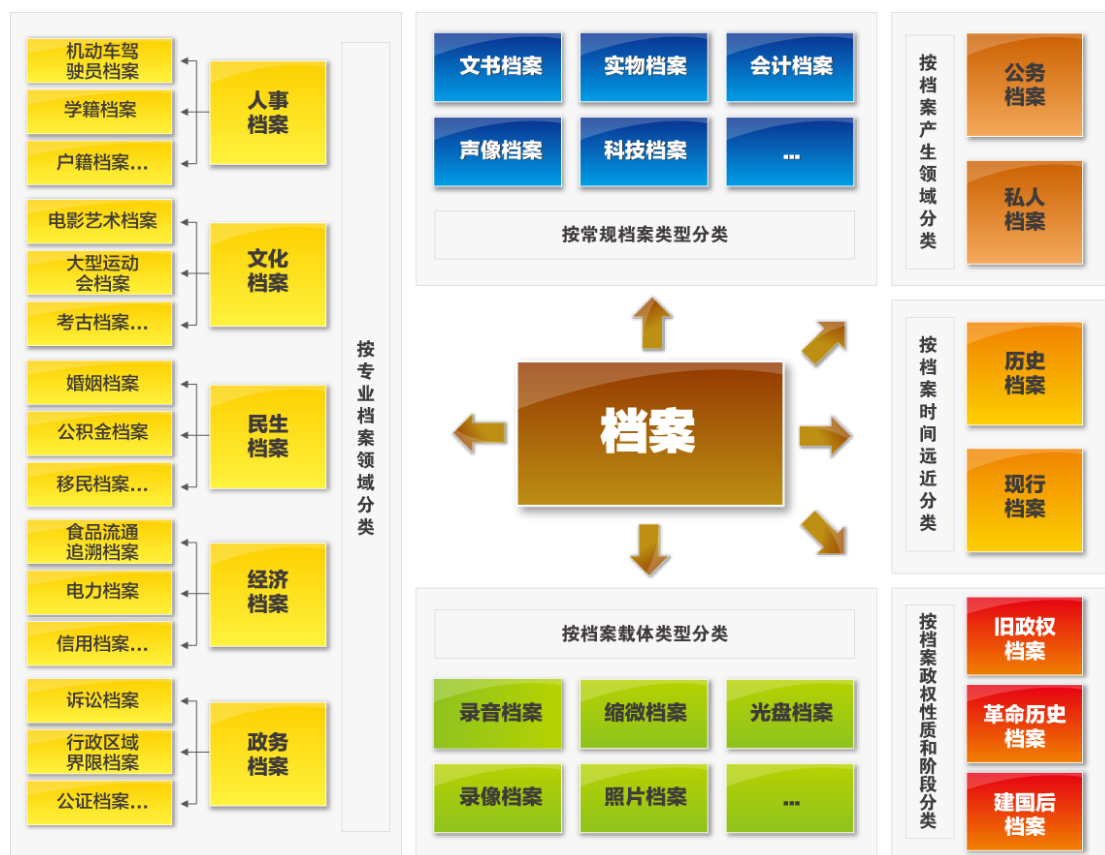 机动车驾
驶员档案
学籍档案
户籍档案...
人事
档案
电影艺术档案
大型运动
会档案
考古档案...
文化
档案
婚姻档案
公积金档案
移民档案...
民生
档案
食品流通
追溯档案
电力档案
信用档案...
经济
档案
诉讼档案
行政区域
界限档案
公证档案...
政务
档案
按专业档案领域分类
文书档案
实物档案
会计档案
声像档案
科技档案
...
按常规档案类型分类
档案
按档案载体类型分类
录音档案
缩微档案
光盘档案
录像档案
照片档案
...
按档案产生领域分类
公务
档案
私人
档案
按档案时间远近分类
历史
档案
现行
档案
按档案政权性质和阶段分类
旧政权
档案
革命历史
档案
建国后
档案